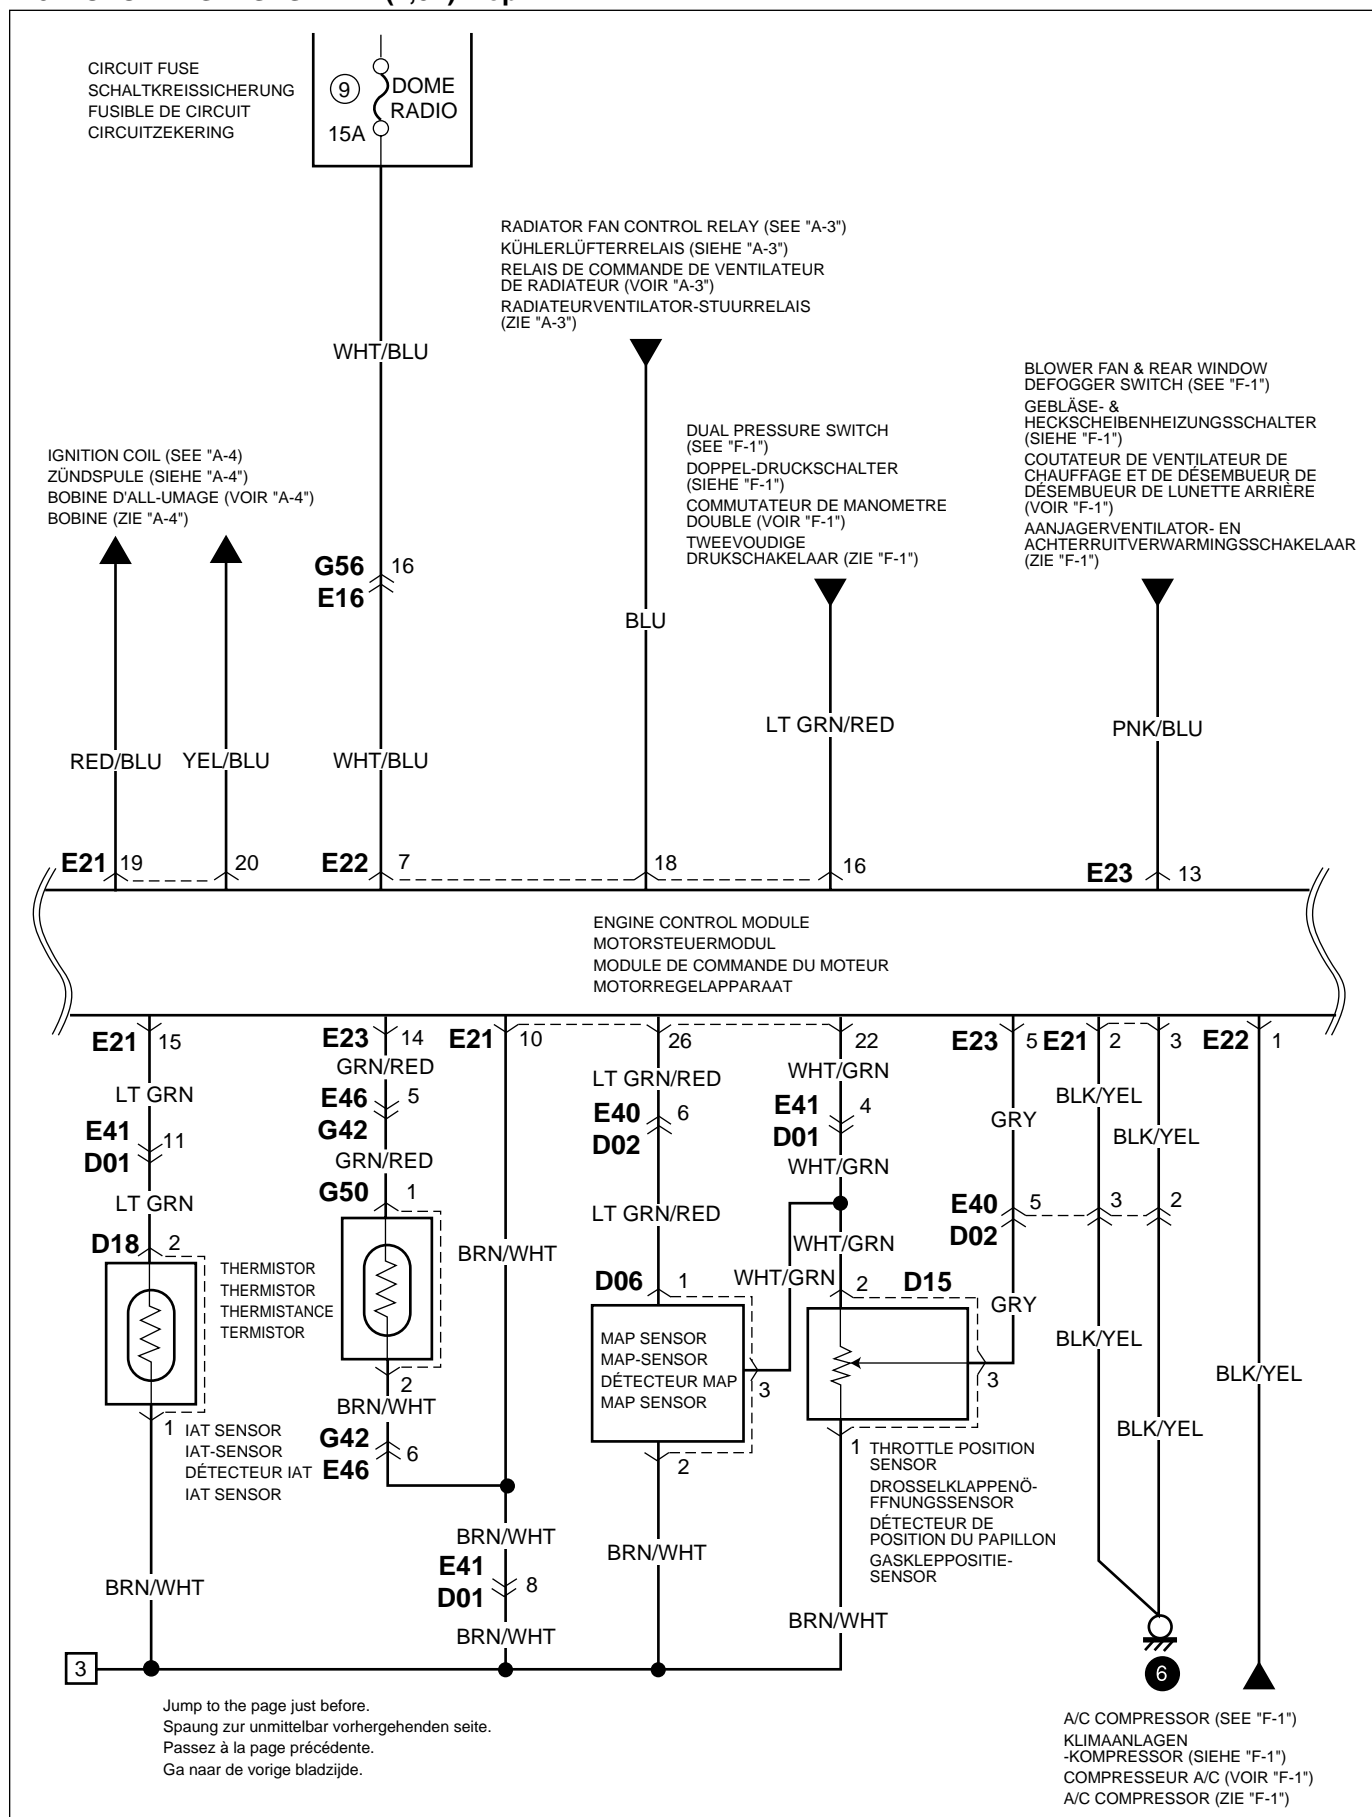 CIRCUIT FUSE
SCHALTKREISSICHERUNG
FUSIBLE DE CIRCUIT
CIRCUITZEKERING
9 DOME
RADIO
15A
RADIATOR FAN CONTROL RELAY (SEE "A-3")
KÜHLERLÜFTERRELAIS (SIEHE "A-3")
RELAIS DE COMMANDE DE VENTILATEUR
DE RADIATEUR (VOIR "A-3")
RADIATEURVENTILATOR-STUURRELAIS
(ZIE "A-3")
WHT/BLU
BLOWER FAN & REAR WINDOW
DEFOGGER SWITCH (SEE "F-1")
GEBLÄSE- &
HECKSCHEIBENHEIZUNGSSCHALTER
(SIEHE "F-1")
COUTATEUR DE VENTILATEUR DE
CHAUFFAGE ET DE DÉSEMBUEUR DE
DÉSEMBUEUR DE LUNETTE ARRIÈRE
(VOIR "F-1")
AANJAGERVENTILATOR- EN
ACHTERRUITVERWARMINGSSCHAKELAAR
(ZIE "F-1")
DUAL PRESSURE SWITCH
(SEE "F-1")
DOPPEL-DRUCKSCHALTER
(SIEHE "F-1")
COMMUTATEUR DE MANOMETRE
DOUBLE (VOIR "F-1")
TWEEVOUDIGE
DRUKSCHAKELAAR (ZIE "F-1")
IGNITION COIL (SEE "A-4)
ZÜNDSPULE (SIEHE "A-4")
BOBINE D'ALL-UMAGE (VOIR "A-4")
BOBINE (ZIE "A-4")
G56 16
E16
BLU
LT GRN/RED
PNK/BLU
RED/BLU YEL/BLU WHT/BLU
E21 19 20 E22 7 18 16 E23 13
ENGINE CONTROL MODULE
MOTORSTEUERMODUL
MODULE DE COMMANDE DU MOTEUR
MOTORREGELAPPARAAT
E21 15 E23 14 E21 10 26 22 E23 5 E21 2 3 E22 1
GRN/RED WHT/GRN
LT GRN LT GRN/RED BLK/YEL
E46 5 E40 6 E41 4
G42 D02 D01
GRY
E41 11
D01
BLK/YEL
GRN/RED WHT/GRN
LT GRN G50 1 LT GRN/RED E40 5 3 2
D02
D18 2 BRN/WHT WHT/GRN
THERMISTOR
THERMISTOR
THERMISTANCE
TERMISTOR
D06 1 WHT/GRN 2 D15
GRY
MAP SENSOR
MAP-SENSOR
DÉTECTEUR MAP
MAP SENSOR
3
3
BLK/YEL
BLK/YEL
2
BRN/WHT
BLK/YEL
1 IAT SENSOR
IAT-SENSOR
DÉTECTEUR IAT
IAT SENSOR
G42 6
E46
2
1 THROTTLE POSITION
SENSOR
DROSSELKLAPPENÖ-
FFNUNGSSENSOR
DÉTECTEUR DE
POSITION DU PAPILLON
GASKLEPPOSITIE-
SENSOR
BRN/WHT
E41 8
D01
BRN/WHT
BRN/WHT
BRN/WHT
BRN/WHT
3
6
Jump to the page just before.
Spaung zur unmittelbar vorhergehenden seite.
Passez à la page précédente.
Ga naar de vorige bladzijde.
A/C COMPRESSOR (SEE "F-1")
KLIMAANLAGEN
-KOMPRESSOR (SIEHE "F-1")
COMPRESSEUR A/C (VOIR "F-1")
A/C COMPRESSOR (ZIE "F-1")